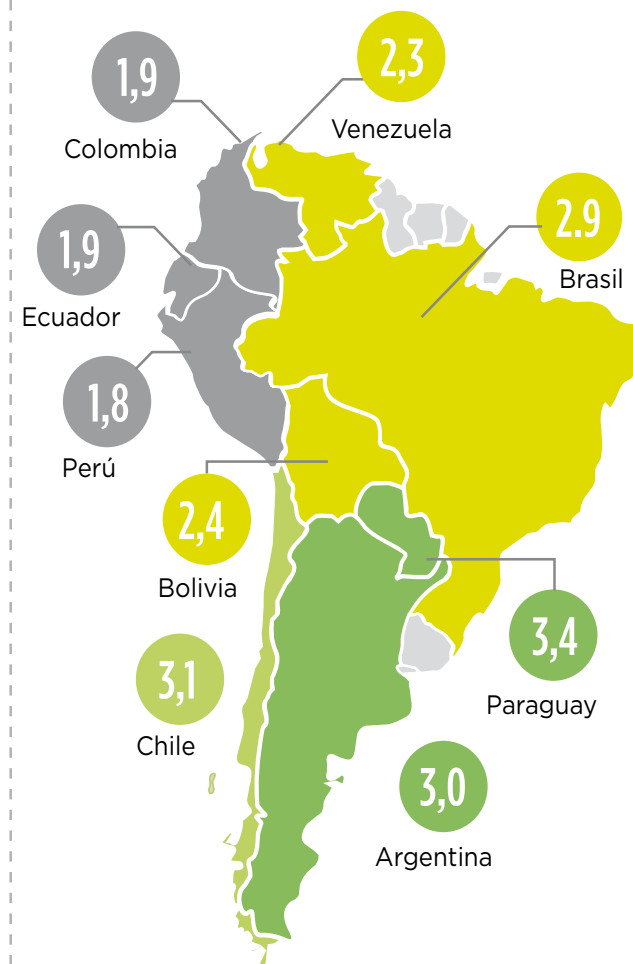 1,9
Colombia
2,3
Venezuela
2.9
Brasil
1,9
Ecuador
1,8
Perú
2,4
Bolivia
3,4
Paraguay
3,1
Chile
3,0
Argentina